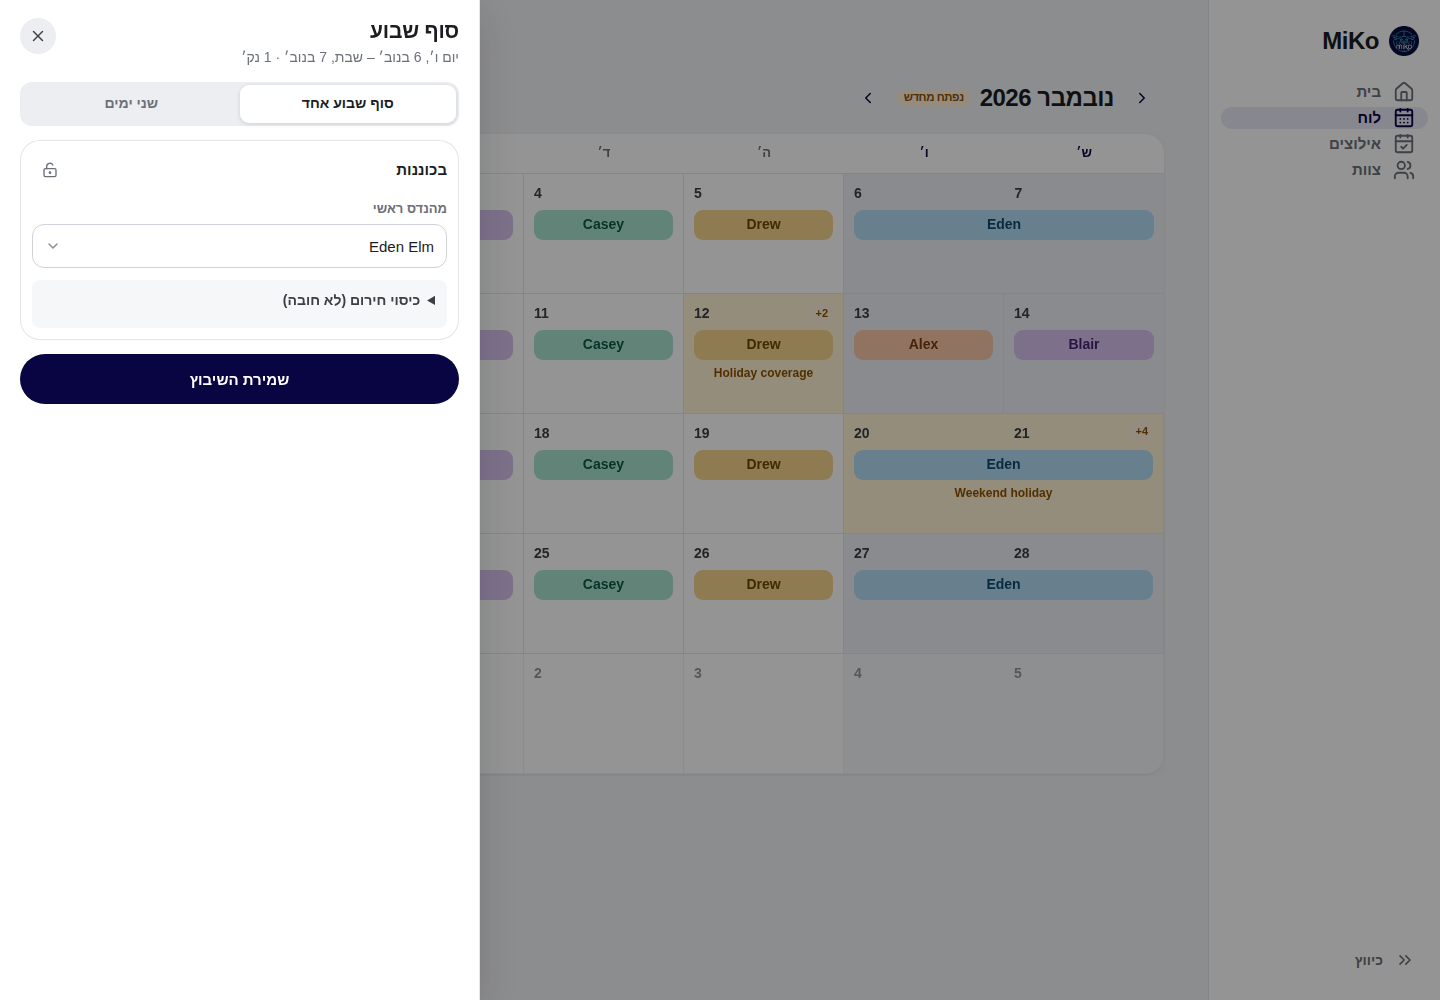 סוף שבוע
יום ו׳, 6 בנוב׳ – שבת, 7 בנוב׳ · 1 נק׳
סוף שבוע אחד
שני ימים
בכוננות
מהנדס ראשי
Eden Elm
◀ כיסוי חירום (לא חובה)
שמירת השיבוץ
MiKo
בית
לוח
אילוצים
צוות
כיווץ
נובמבר 2026
נפתח מחדש
ד׳ ה׳ ו׳ ש׳
4 5 6 7
Casey Drew Eden
11 12 +2 13 14
Casey Drew Alex Blair
Holiday coverage
18 19 20 21 +4
Casey Drew Eden
Weekend holiday
25 26 27 28
Casey Drew Eden
2 3 4 5